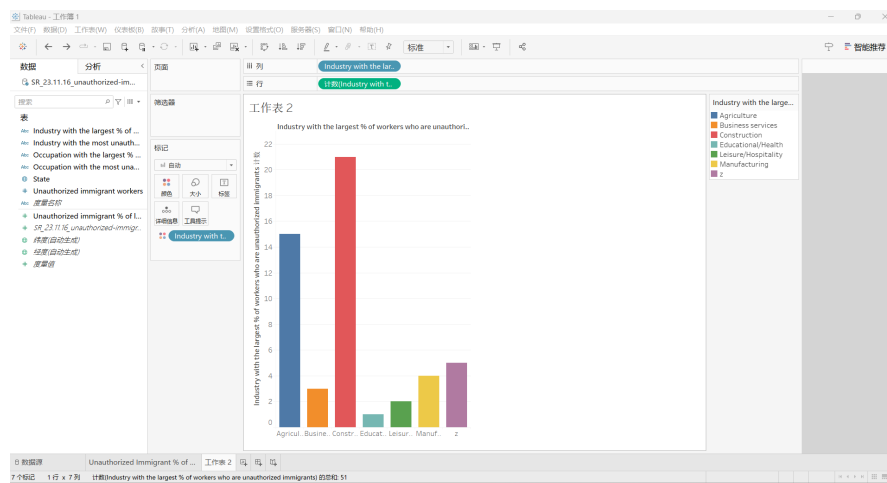 Tableau - 工作簿 1
文件(F) 数据(D) 工作表(W) 仪表板(B) 故事(T) 分析(A) 地图(M) 设置格式(O) 服务器(S) 窗口(N) 帮助(H)
标准
智能推荐
数据 分析
SR_23.11.16_unauthorized-im...
搜索
表
Abc Industry with the largest % of ...
Abc Industry with the most unauth...
Abc Occupation with the largest % ...
Abc Occupation with the most una...
State
Unauthorized immigrant workers
Abc 度量名称
Unauthorized immigrant % of l...
SR_23.11.16_unauthorized-immigr..
纬度(自动生成)
经度(自动生成)
度量值
页面
筛选器
标记
自动
颜色 大小 标签
详细信息 工具提示
Industry with t..
列 Industry with the lar..
行 计数(Industry with t..
工作表 2
Industry with the largest % of workers who are unauthori..
Industry with the largest % of workers who are unauthorized immigrants 计数
22
20
18
16
14
12
10
8
6
4
2
0
Agricul.. Busine.. Constr.. Educat.. Leisur.. Manuf.. z
Industry with the large...
Agriculture
Business services
Construction
Educational/Health
Leisure/Hospitality
Manufacturing
z
数据源 Unauthorized Immigrant % of ... 工作表 2
7 个标记 1 行 x 7 列 计数(Industry with the largest % of workers who are unauthorized immigrants) 的总和: 51